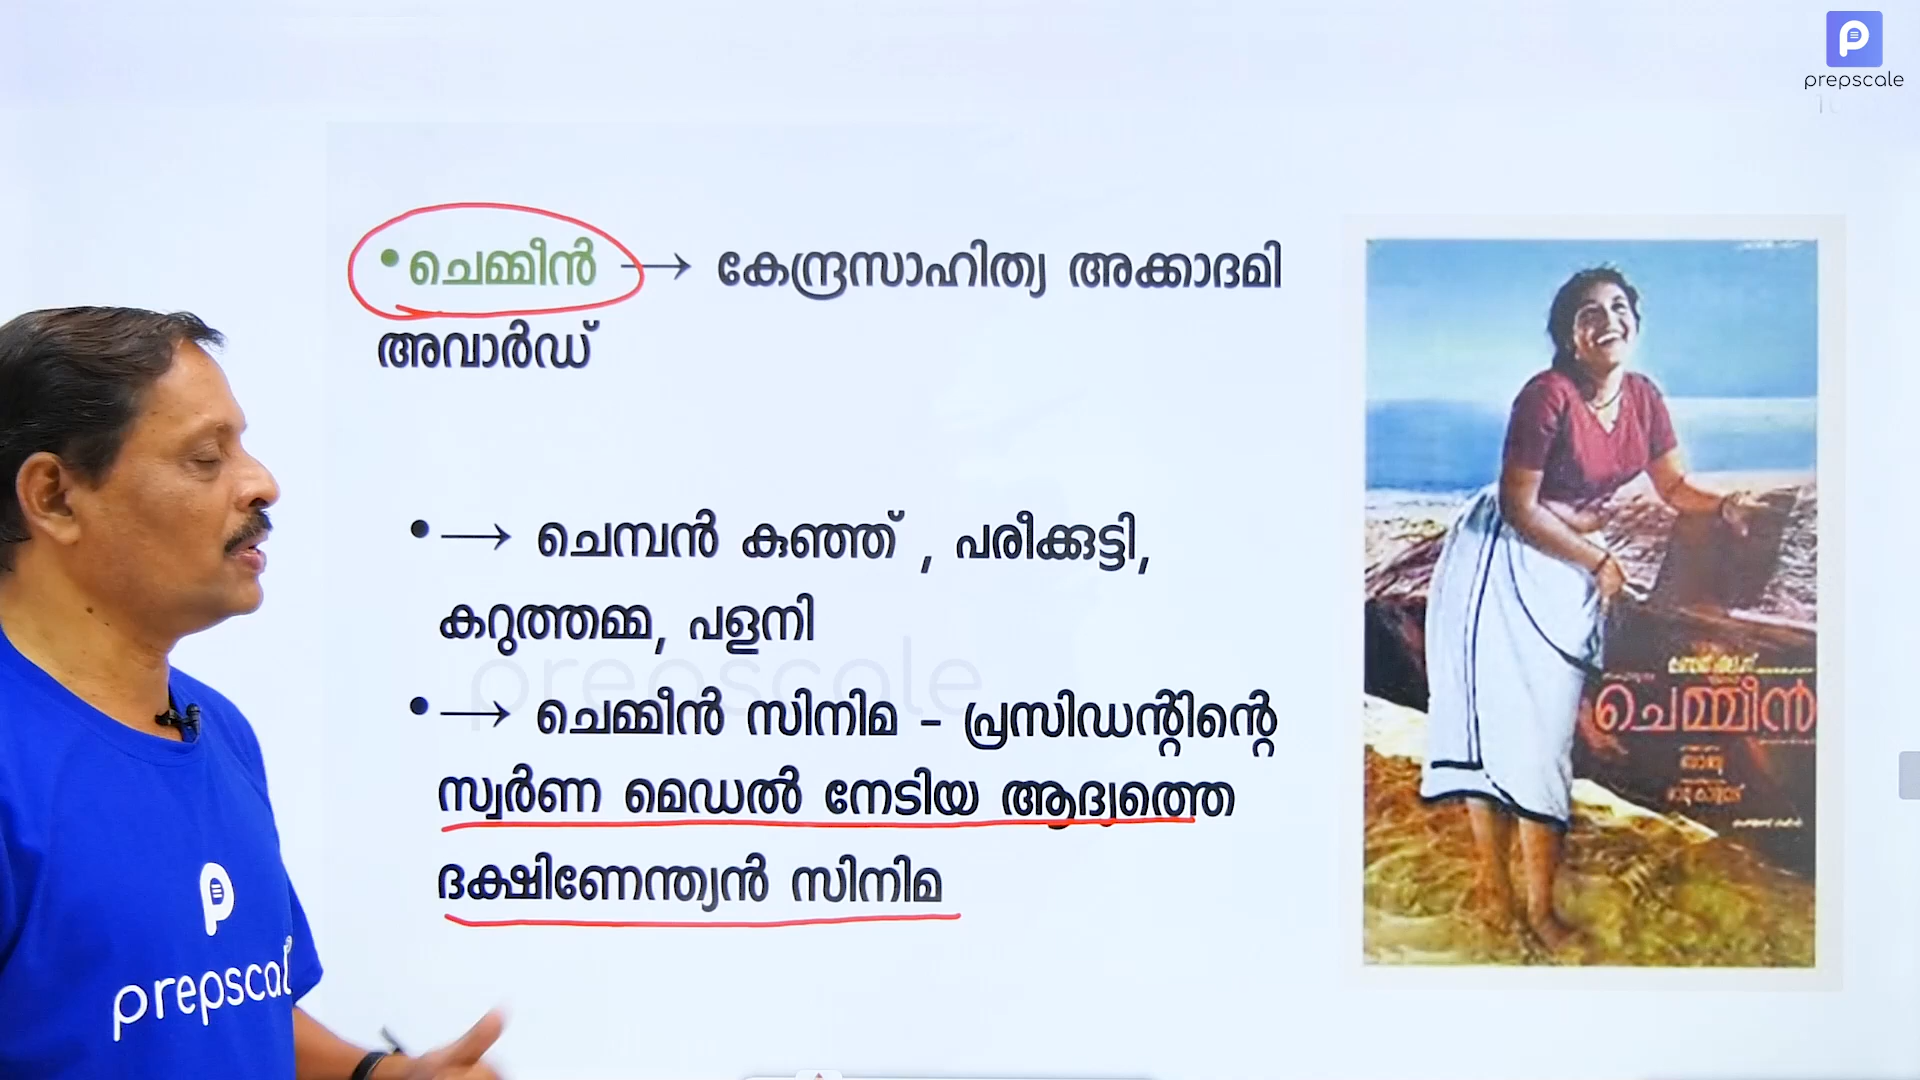 prepscale
•ചെമ്മീൻ → കേന്ദ്രസാഹിത്യ അക്കാദമി
അവാർഡ്
• → ചെമ്പൻ കുഞ്ഞ് , പരീക്കുട്ടി,
കറുത്തമ്മ, പളനി
prepscale
• → ചെമ്മീൻ സിനിമ – പ്രസിഡന്റിന്റെ
സ്വർണ മെഡൽ നേടിയ ആദ്യത്തെ
ദക്ഷിണേന്ത്യൻ സിനിമ
ചെമ്മീൻ
prepscale